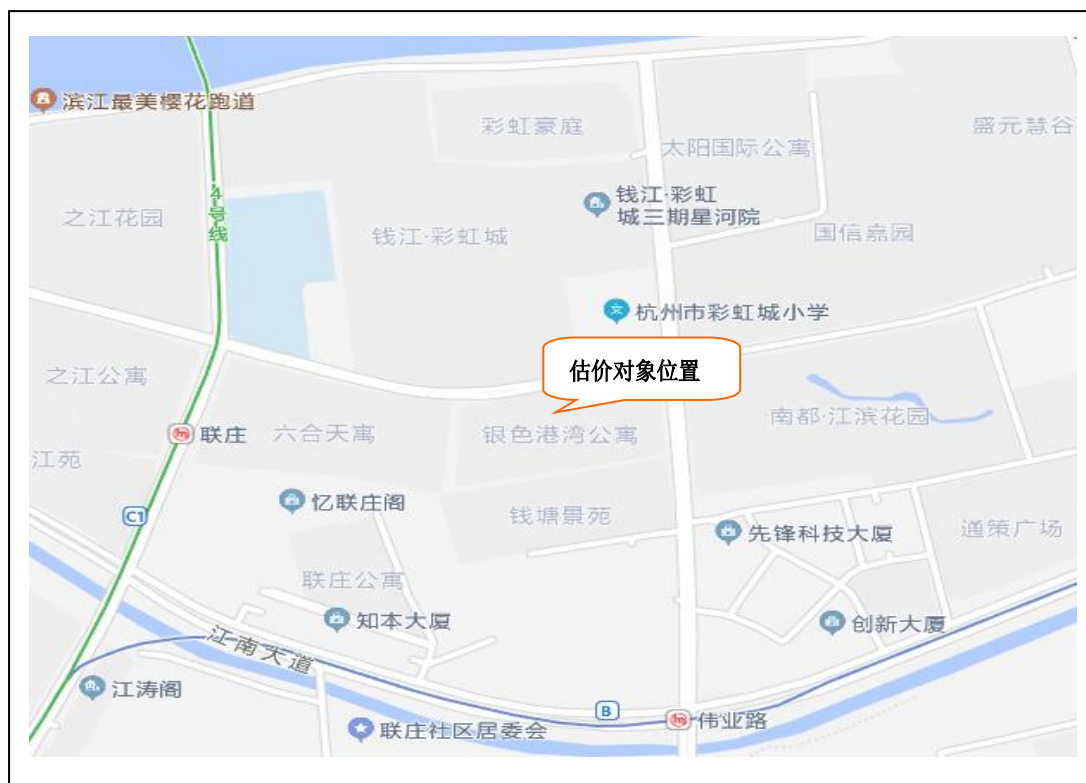 滨江最美樱花跑道
彩虹豪庭
太阳国际公寓
盛元慧谷
4号线
之江花园
钱江·彩虹城
钱江·彩虹
城三期星河院
国信嘉园
杭州市彩虹城小学
估价对象位置
之江公寓
联庄
六合天寓
银色港湾公寓
南都·江滨花园
江苑
忆联庄阁
钱塘景苑
先锋科技大厦
通策广场
C1
联庄公寓
知本大厦
创新大厦
江南大道
江涛阁
B
伟业路
联庄社区居委会